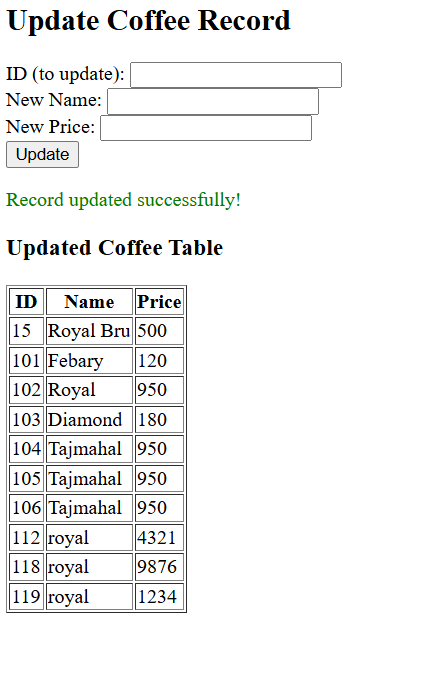 Update Coffee Record
ID (to update):
New Name:
New Price:
Update
Record updated successfully!
Updated Coffee Table
ID Name Price
15 Royal Bru 500
101 Febary 120
102 Royal 950
103 Diamond 180
104 Tajmahal 950
105 Tajmahal 950
106 Tajmahal 950
112 royal 4321
118 royal 9876
119 royal 1234